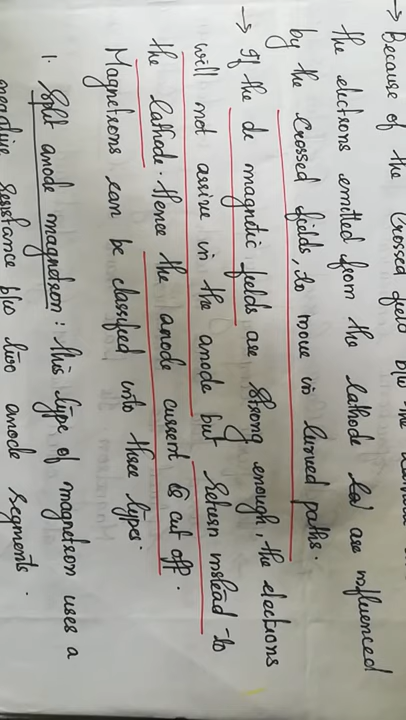 → Because of the crossed field b/w the
the electrons emitted from the cathode are influenced
by the crossed fields, to move in curved paths.
→ If the dc magnetic fields are strong enough, the electrons
will not arrive in the anode but return instead to
the cathode. Hence the anode current is cut off.
Magnetrons can be classified into three types.
1. Split anode magnetron: this type of magnetron uses a
negative resistance b/w two anode segments.